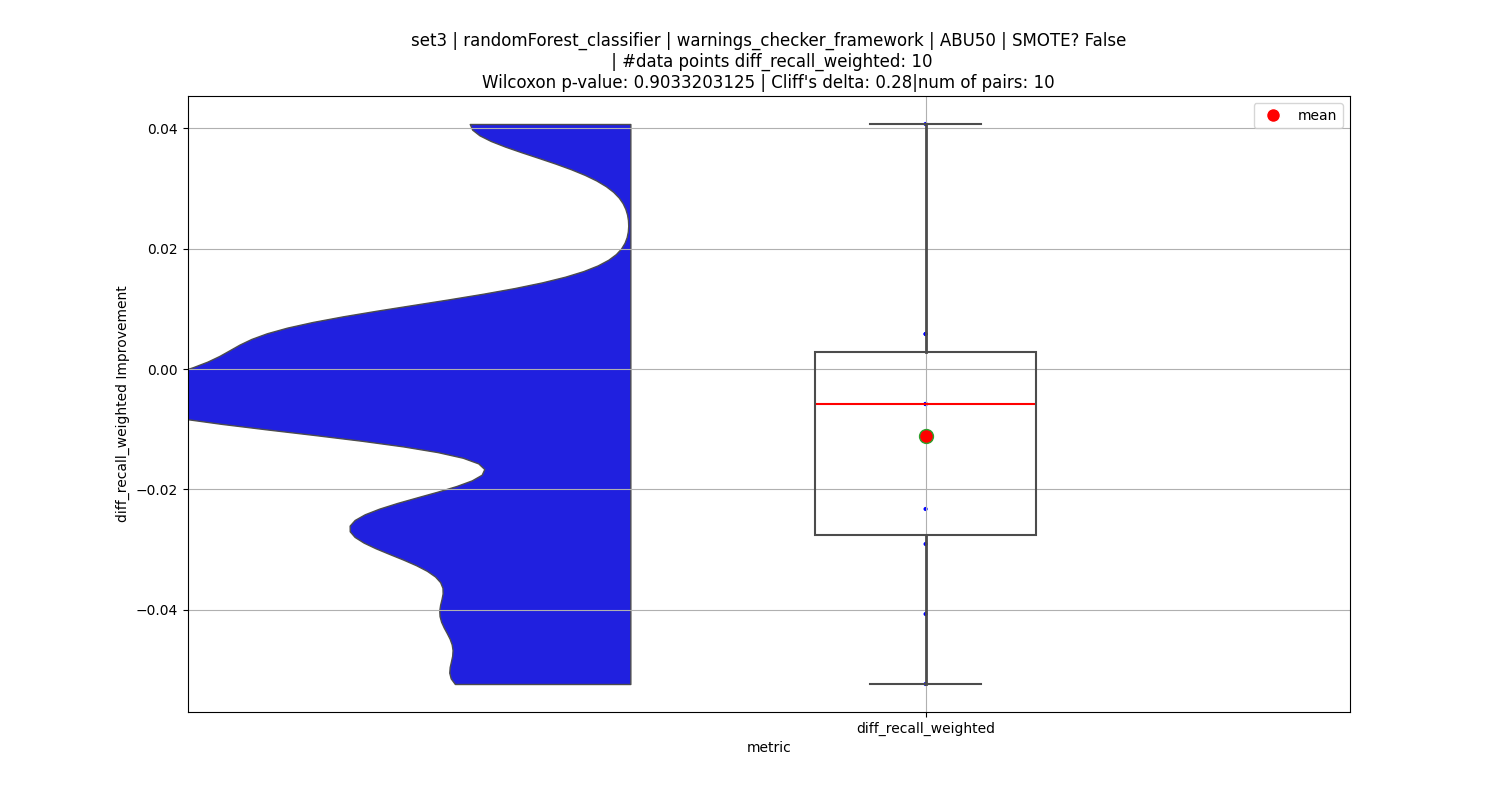 set3 | randomForest_classifier | warnings_checker_framework | ABU50 | SMOTE? False
| #data points diff_recall_weighted: 10
Wilcoxon p-value: 0.9033203125 | Cliff's delta: 0.28|num of pairs: 10
mean
0.04
0.02
0.00
−0.02
−0.04
diff_recall_weighted Improvement
diff_recall_weighted
metric